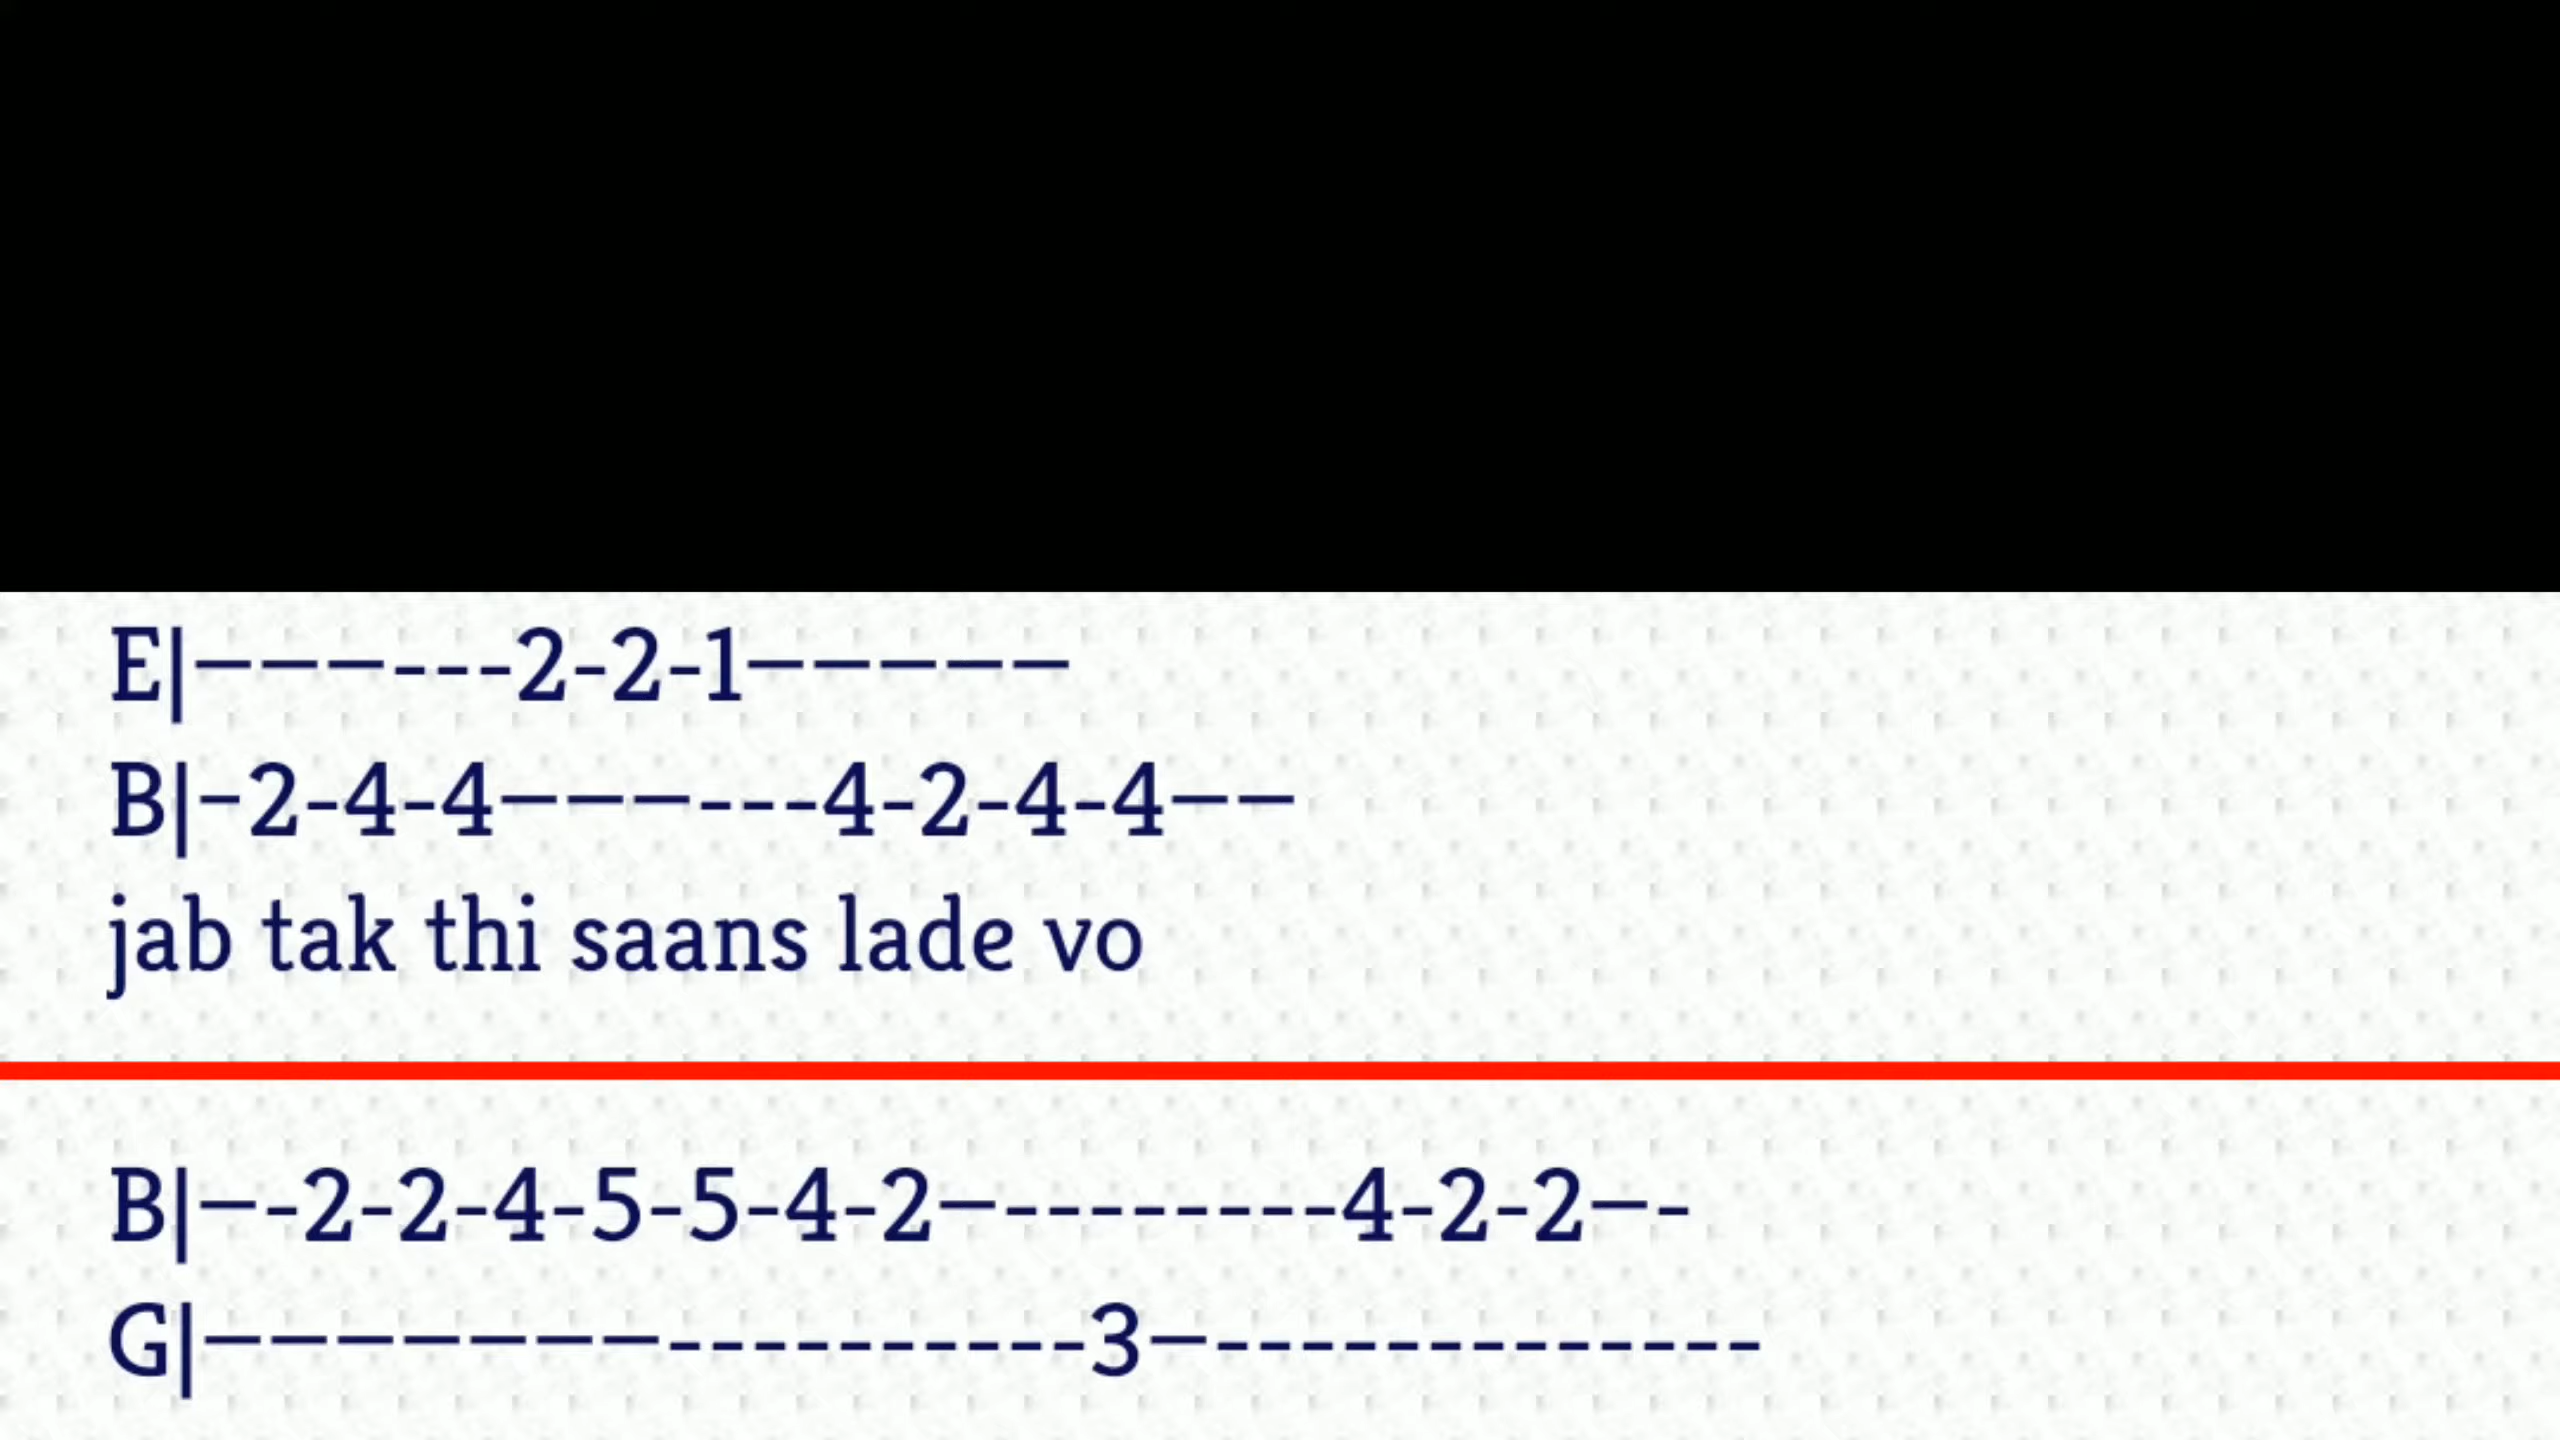 E|–––---2-2-1–––––
B|–2-4-4–––---4-2-4-4––
jab tak thi saans lade vo
B|–-2-2-4-5-5-4-2–--------4-2-2–-
G|–––––––----------3–-------------